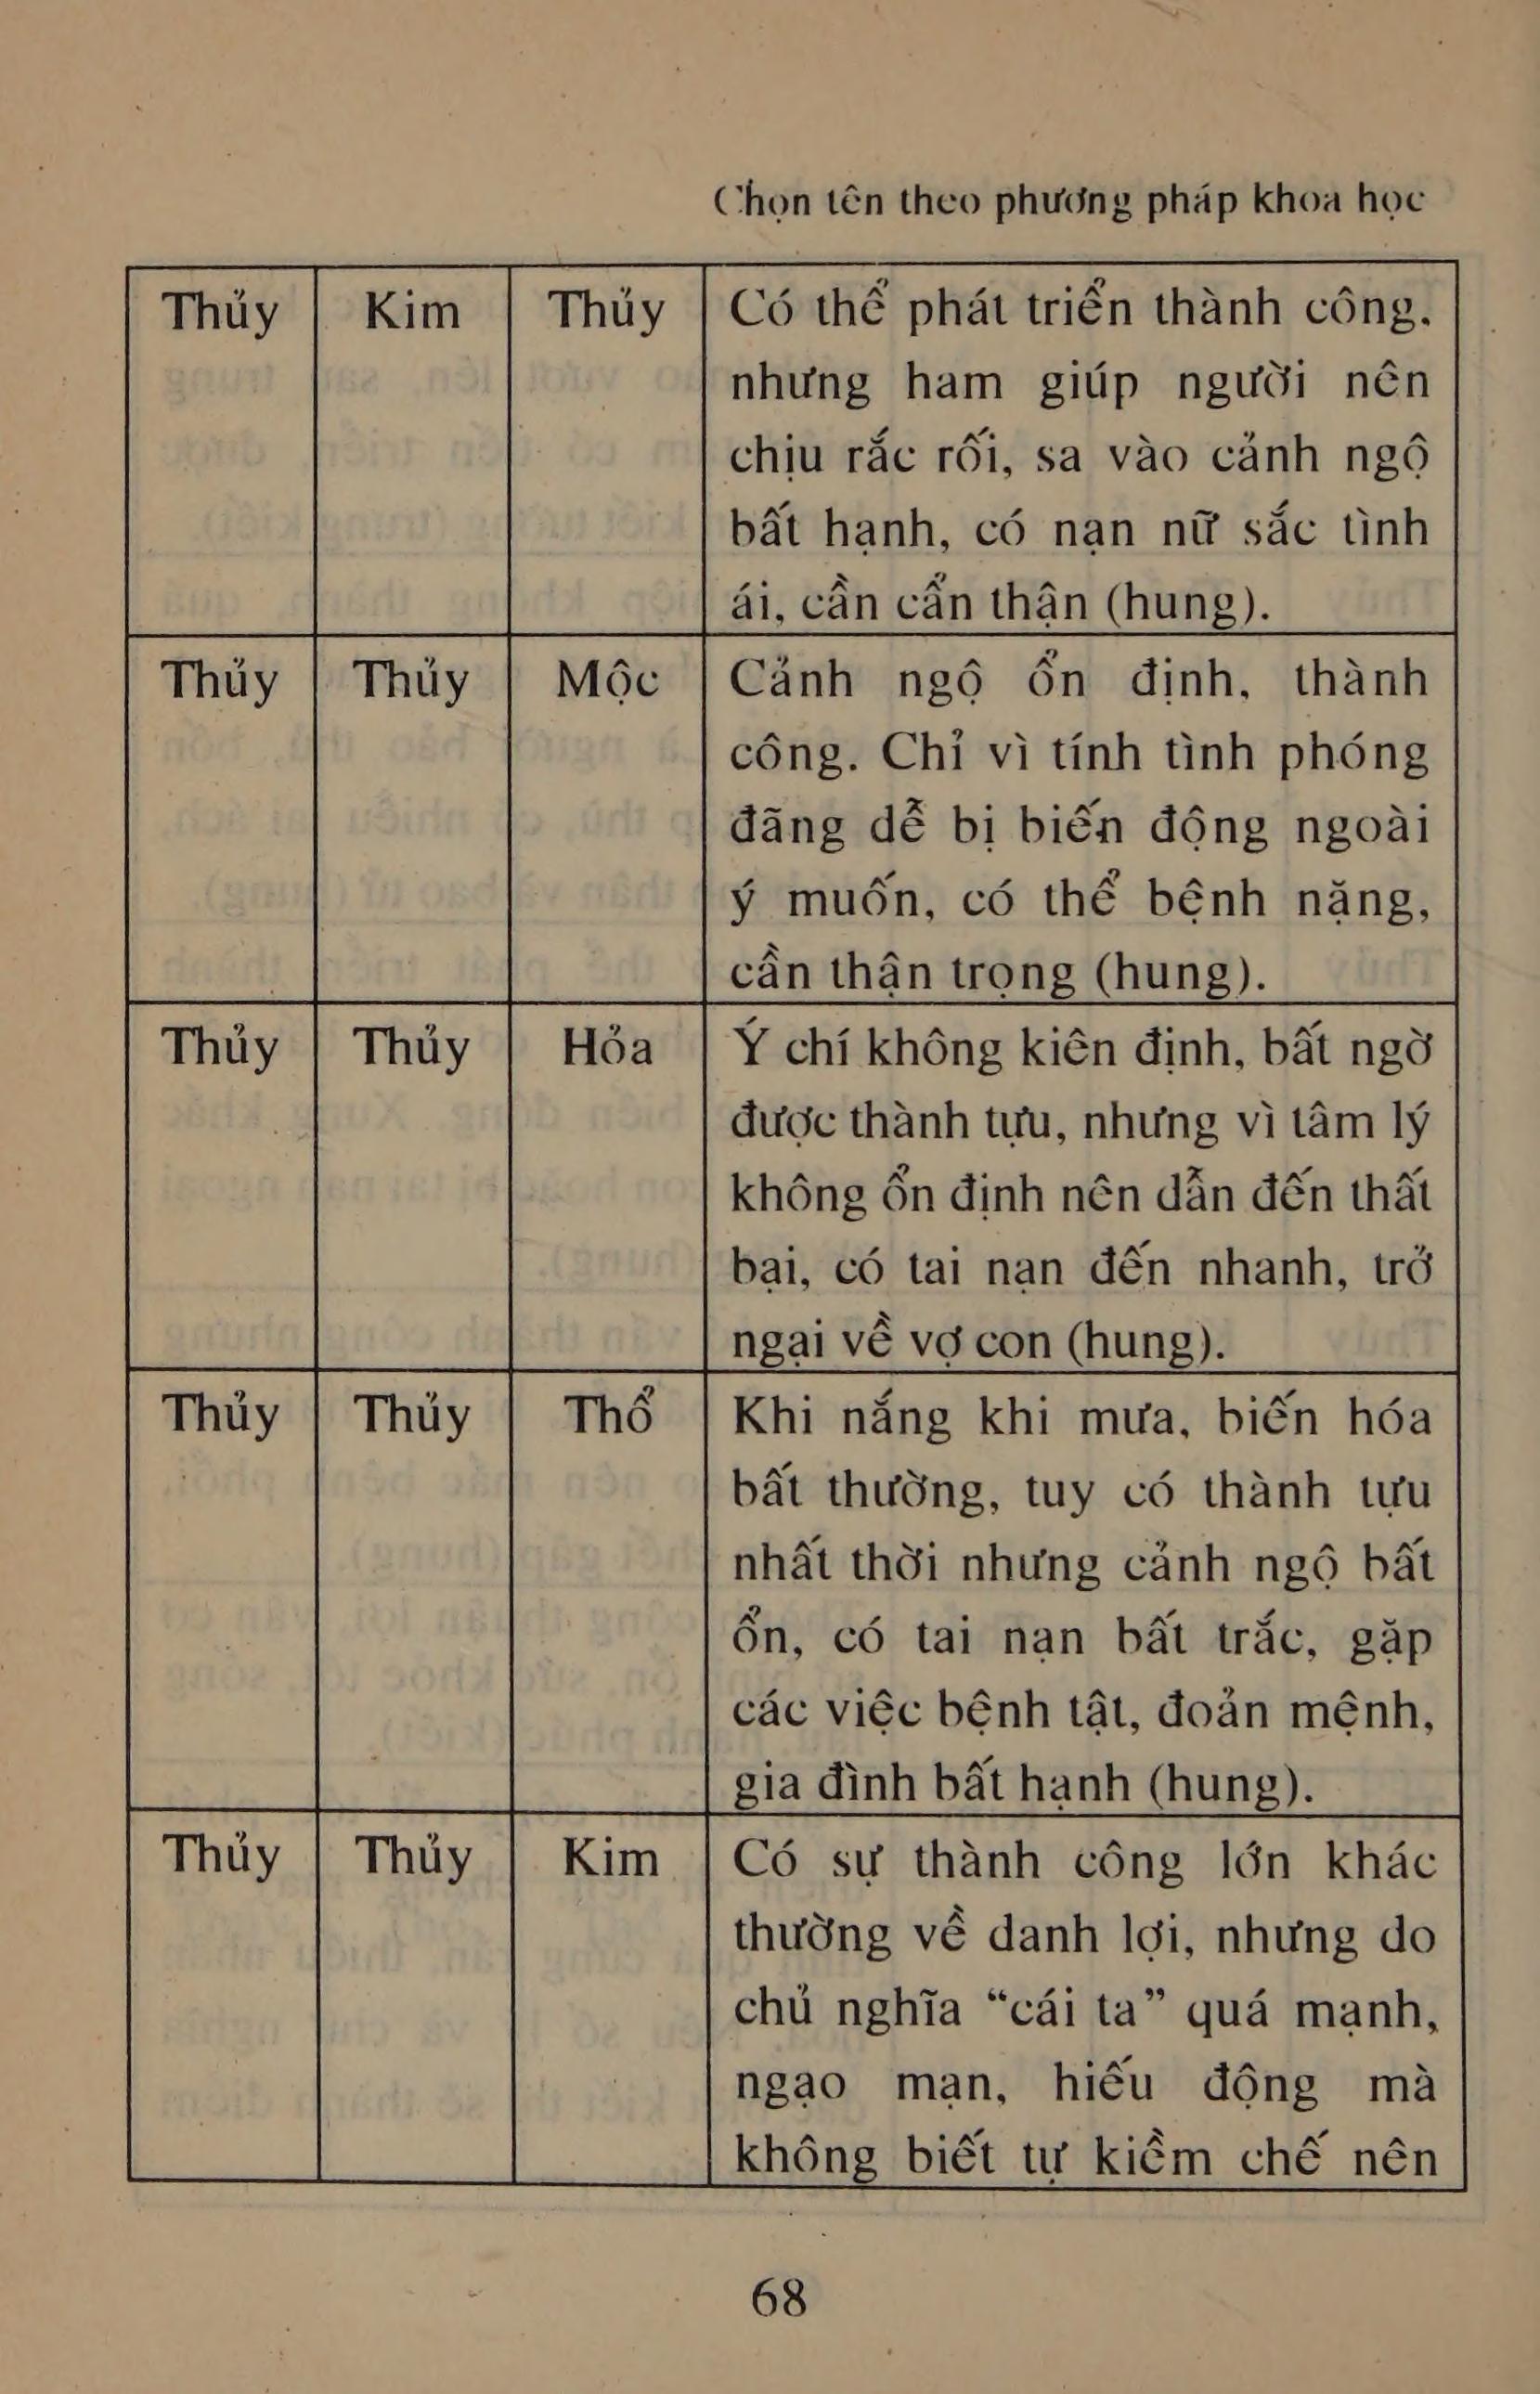 Chọn tên theo phương pháp khoa học
Thủy Kim Thủy Có thể phát triển thành công.
nhưng ham giúp người nên
chịu rắc rối, sa vào cảnh ngộ
bất hạnh, có nạn nữ sắc tình
ái, cần cẩn thận (hung).
Thủy Thủy Mộc Cảnh ngộ ổn định, thành
công. Chỉ vì tính tình phóng
đãng dễ bị biến động ngoài
ý muốn, có thể bệnh nặng,
cần thận trọng (hung).
Thủy Thủy Hỏa Ý chí không kiên định, bất ngờ
được thành tựu, nhưng vì tâm lý
không ổn định nên dẫn đến thất
bại, có tai nạn đến nhanh, trở
ngại về vợ con (hung).
Thủy Thủy Thổ Khi nắng khi mưa, biến hóa
bất thường, tuy có thành tựu
nhất thời nhưng cảnh ngộ bất
ổn, có tai nạn bất trắc, gặp
các việc bệnh tật, đoản mệnh,
gia đình bất hạnh (hung).
Thủy Thủy Kim Có sự thành công lớn khác
thường về danh lợi, nhưng do
chủ nghĩa “cái ta” quá mạnh,
ngạo mạn, hiếu động mà
không biết tự kiềm chế nên
68